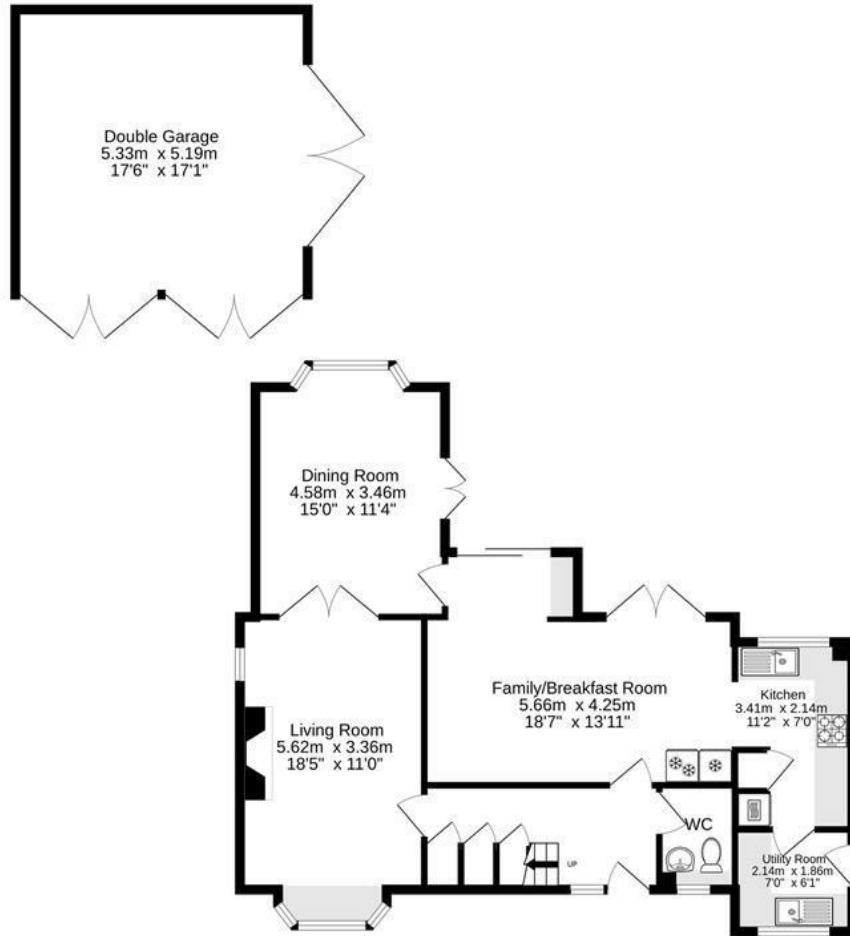 Double Garage
5.33m x 5.19m
17'6" x 17'1"
Dining Room
4.58m x 3.46m
15'0" x 11'4"
Family/Breakfast Room
5.66m x 4.25m
18'7" x 13'11"
Kitchen
3.41m x 2.14m
11'2" x 7'0"
Living Room
5.62m x 3.36m
18'5" x 11'0"
WC
UP
Utility Room
2.14m x 1.86m
7'0" x 6'1"